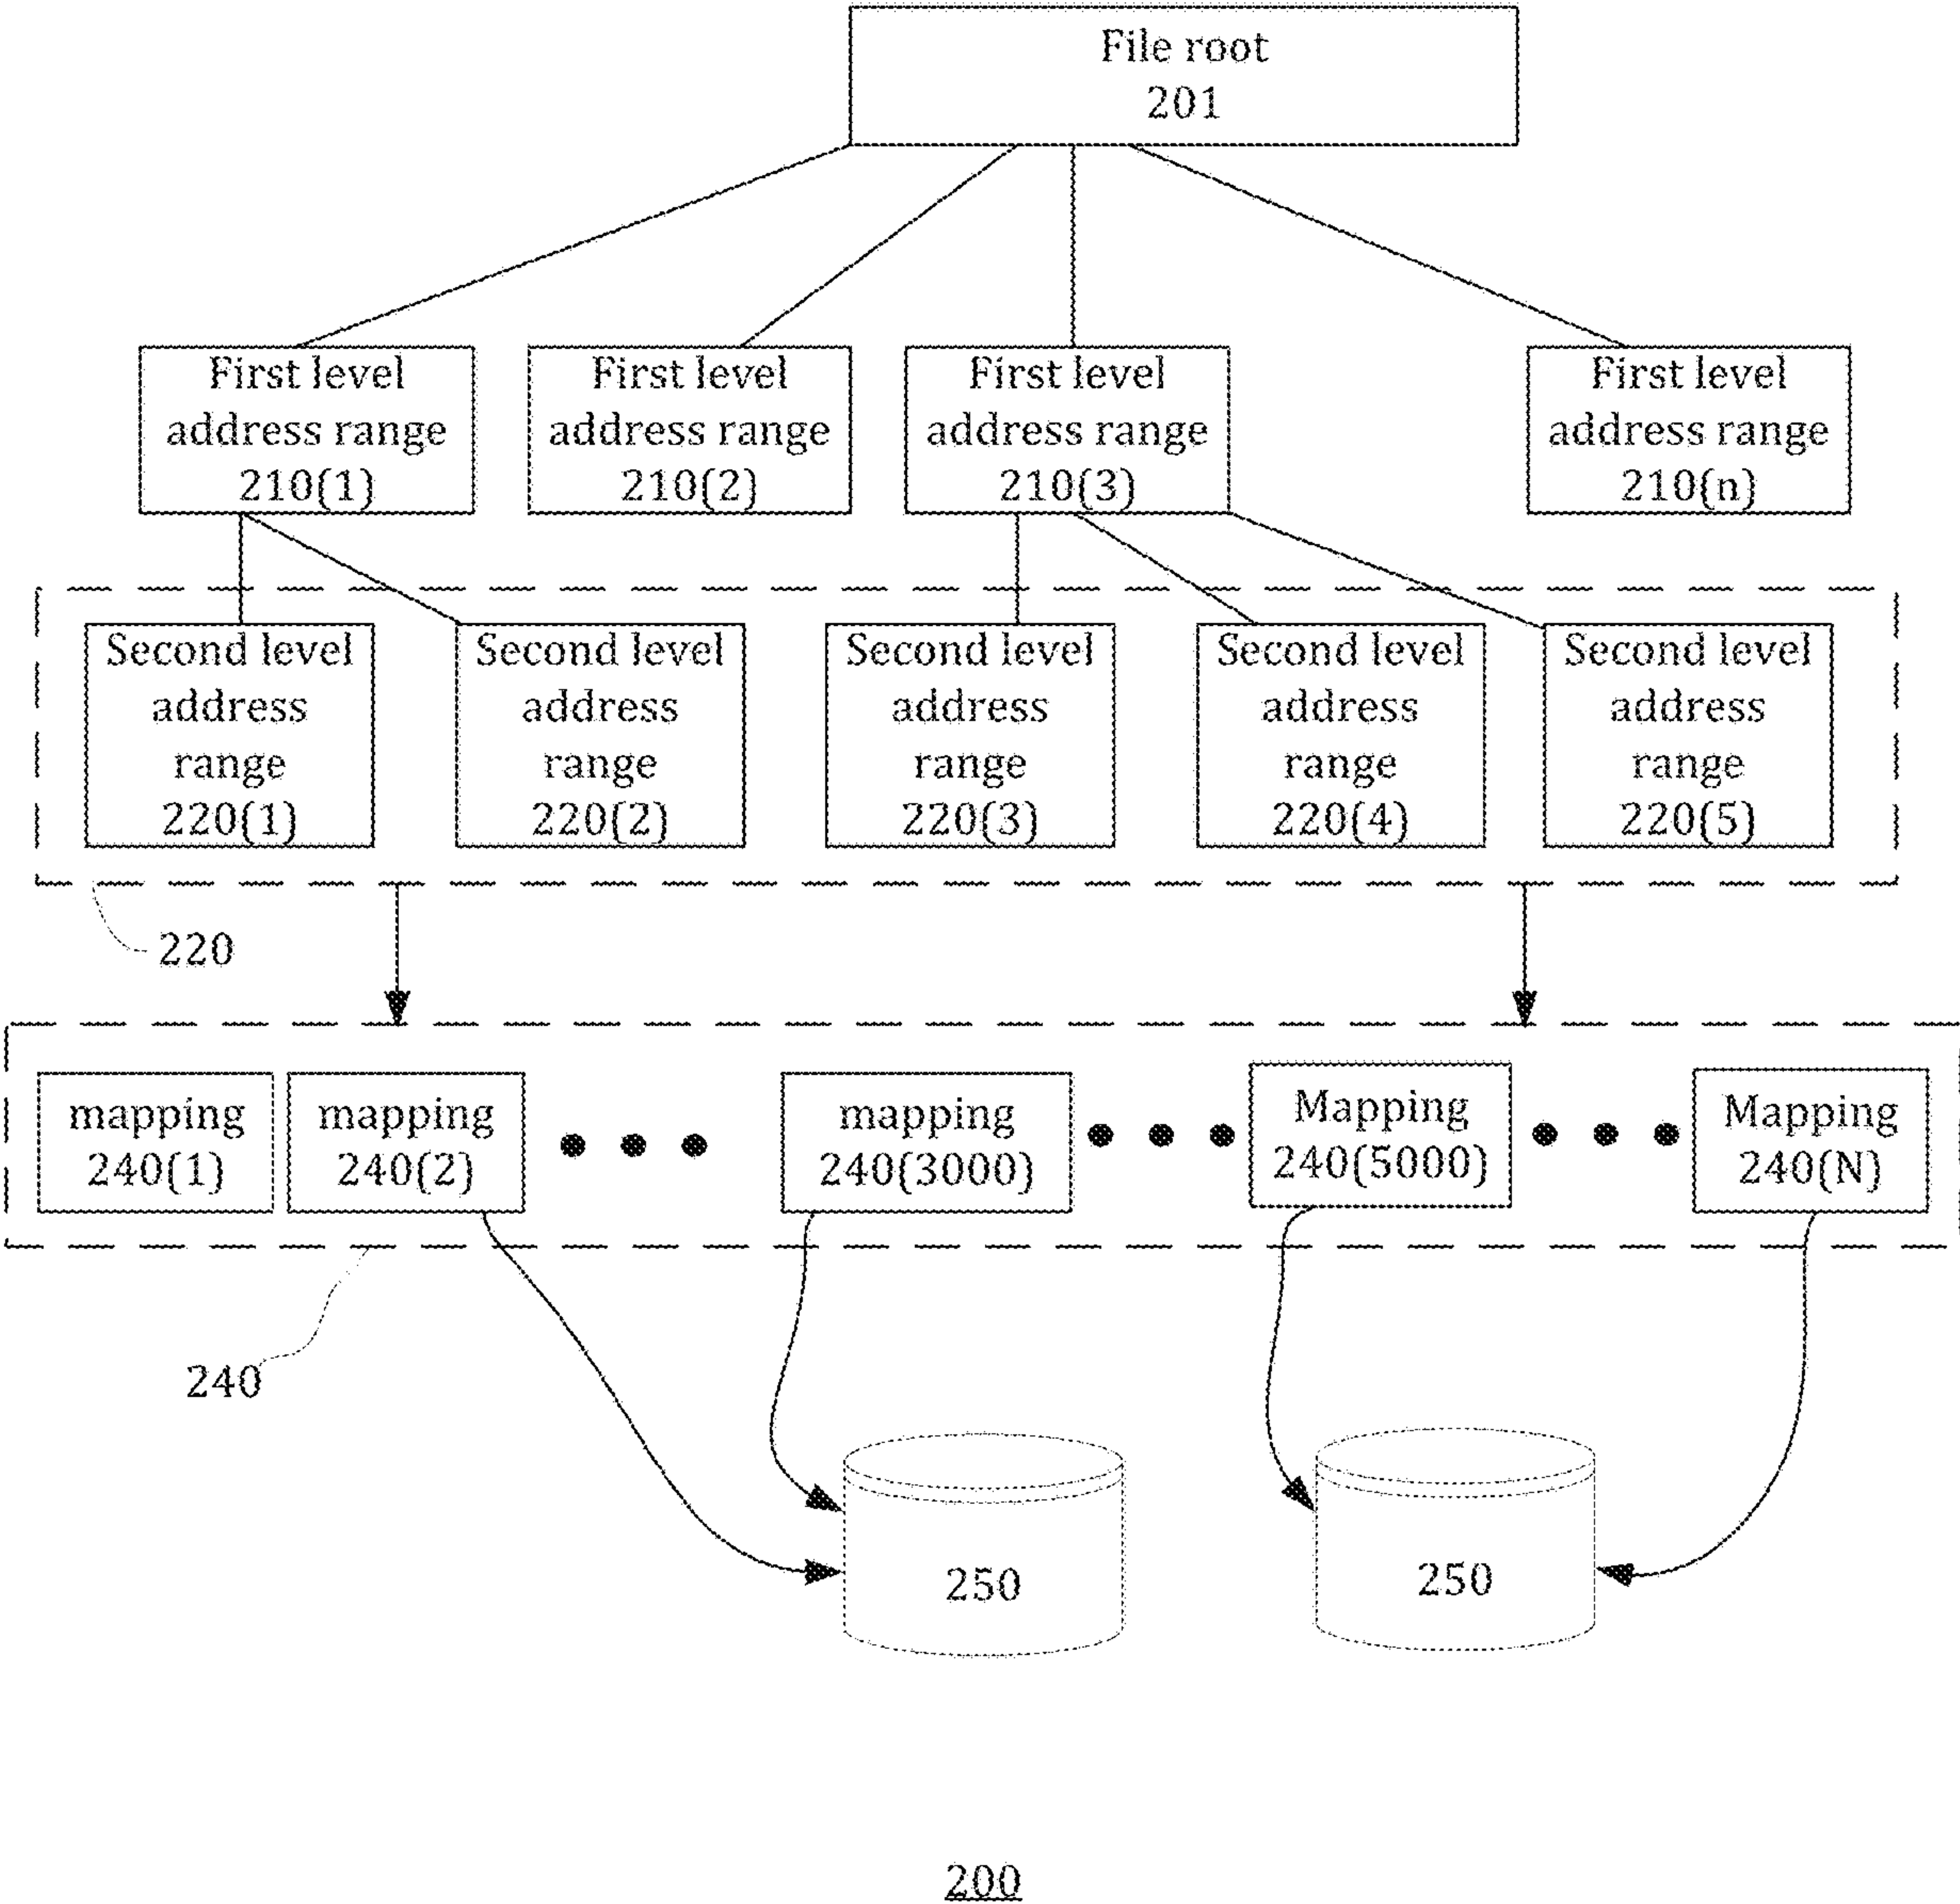 File root
201
First level
address range
210(1)
First level
address range
210(2)
First level
address range
210(3)
First level
address range
210(n)
Second level
address
range
220(1)
Second level
address
range
220(2)
Second level
address
range
220(3)
Second level
address
range
220(4)
Second level
address
range
220(5)
220
mapping
240(1)
mapping
240(2)
mapping
240(3000)
Mapping
240(5000)
Mapping
240(N)
240
250
250
200